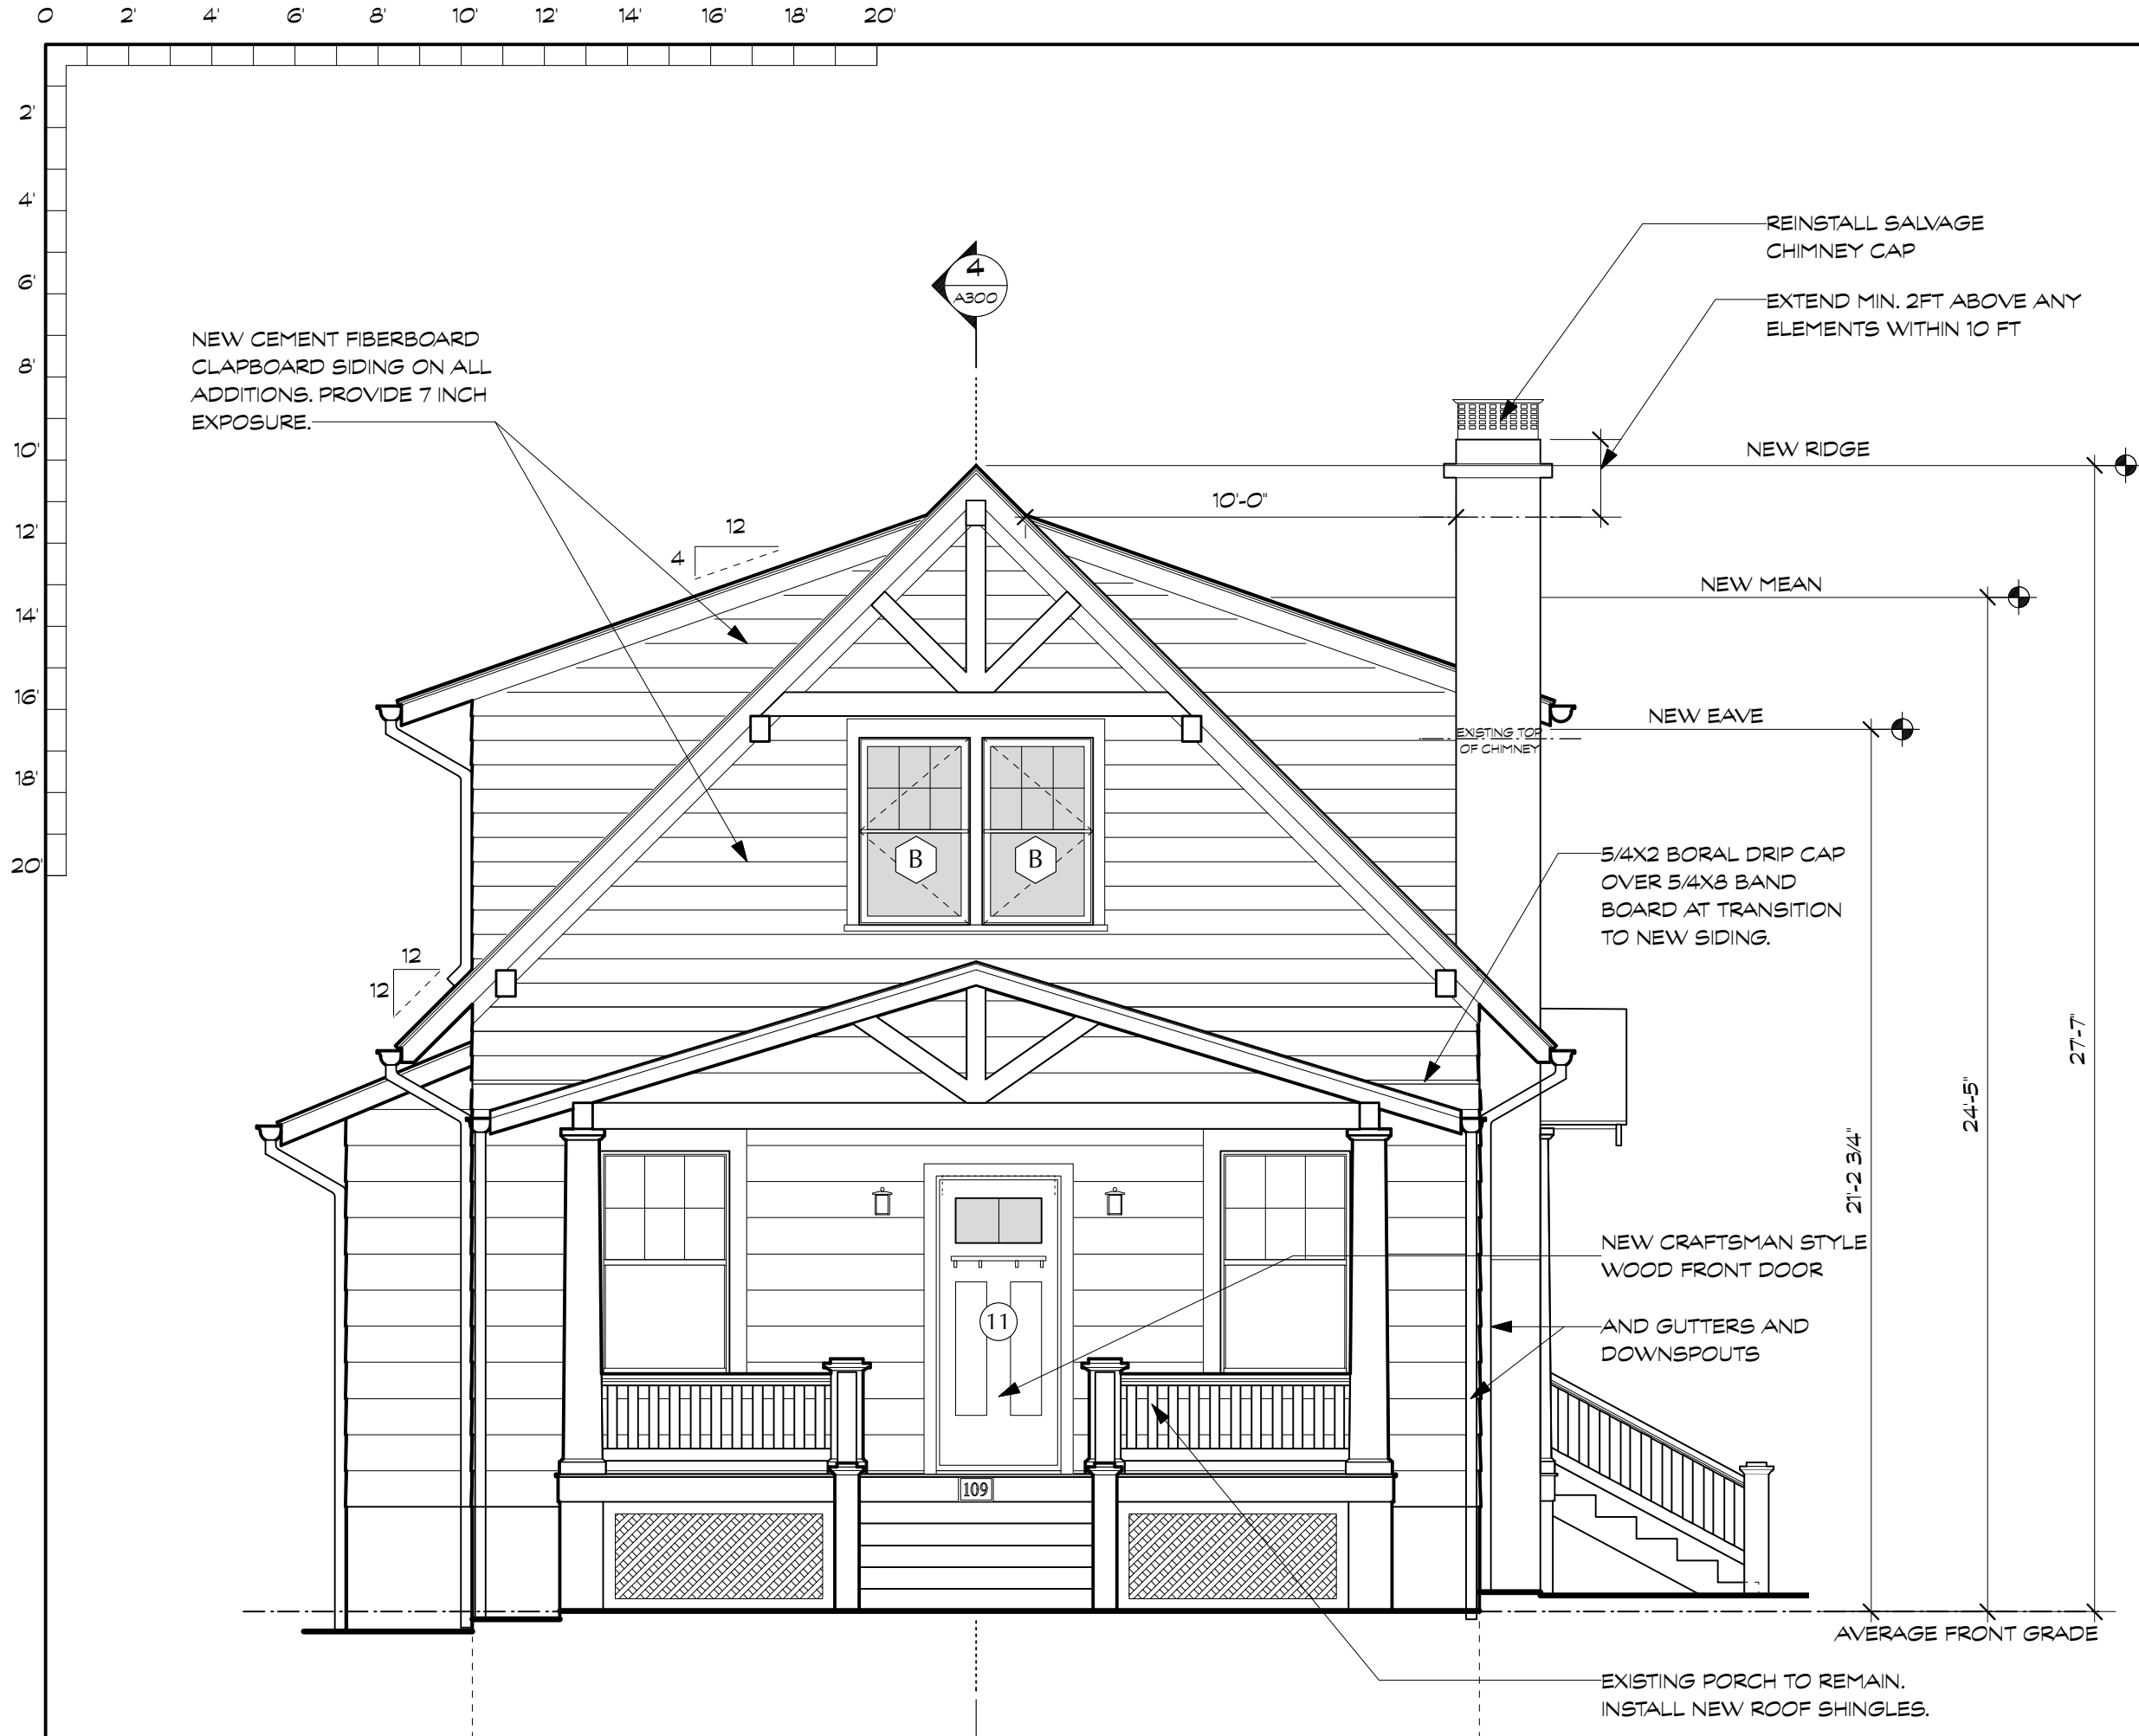 0 2' 4' 6' 8' 10' 12' 14' 16' 18' 20'
2'
4'
6'
8'
10'
12'
14'
16'
18'
20'
4
A300
REINSTALL SALVAGE
CHIMNEY CAP
EXTEND MIN. 2FT ABOVE ANY
ELEMENTS WITHIN 10 FT
NEW CEMENT FIBERBOARD
CLAPBOARD SIDING ON ALL
ADDITIONS. PROVIDE 7 INCH
EXPOSURE.
NEW RIDGE
10'-0"
12
4
NEW MEAN
NEW EAVE
EXISTING TOP
OF CHIMNEY
B B
5/4X2 BORAL DRIP CAP
OVER 5/4X8 BAND
BOARD AT TRANSITION
TO NEW SIDING.
12
12
27'-7"
24'-5"
21'-2 3/4"
NEW CRAFTSMAN STYLE
WOOD FRONT DOOR
11
AND GUTTERS AND
DOWNSPOUTS
109
AVERAGE FRONT GRADE
EXISTING PORCH TO REMAIN.
INSTALL NEW ROOF SHINGLES.